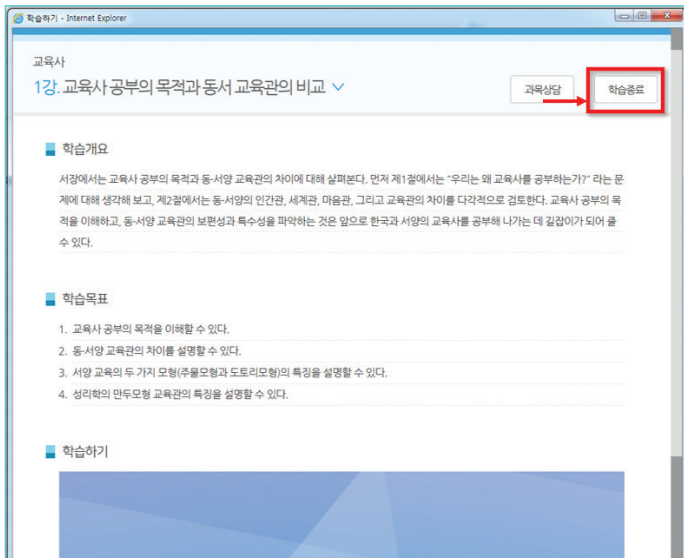 학습하기 - Internet Explorer
교육사
1강. 교육사 공부의 목적과 동서 교육관의 비교
과목상담
학습종료
학습개요
서장에서는 교육사 공부의 목적과 동·서양 교육관의 차이에 대해 살펴본다. 먼저 제1절에서는 "우리는 왜 교육사를 공부하는가?" 라는 문
제에 대해 생각해 보고, 제2절에서는 동·서양의 인간관, 세계관, 마음관, 그리고 교육관의 차이를 다각적으로 검토한다. 교육사 공부의 목
적을 이해하고, 동·서양 교육관의 보편성과 특수성을 파악하는 것은 앞으로 한국과 서양의 교육사를 공부해 나가는 데 길잡이가 되어 줄
수 있다.
학습목표
1. 교육사 공부의 목적을 이해할 수 있다.
2. 동·서양 교육관의 차이를 설명할 수 있다.
3. 서양 교육의 두 가지 모형(주물모형과 도토리모형)의 특징을 설명할 수 있다.
4. 성리학의 만두모형 교육관의 특징을 설명할 수 있다.
학습하기